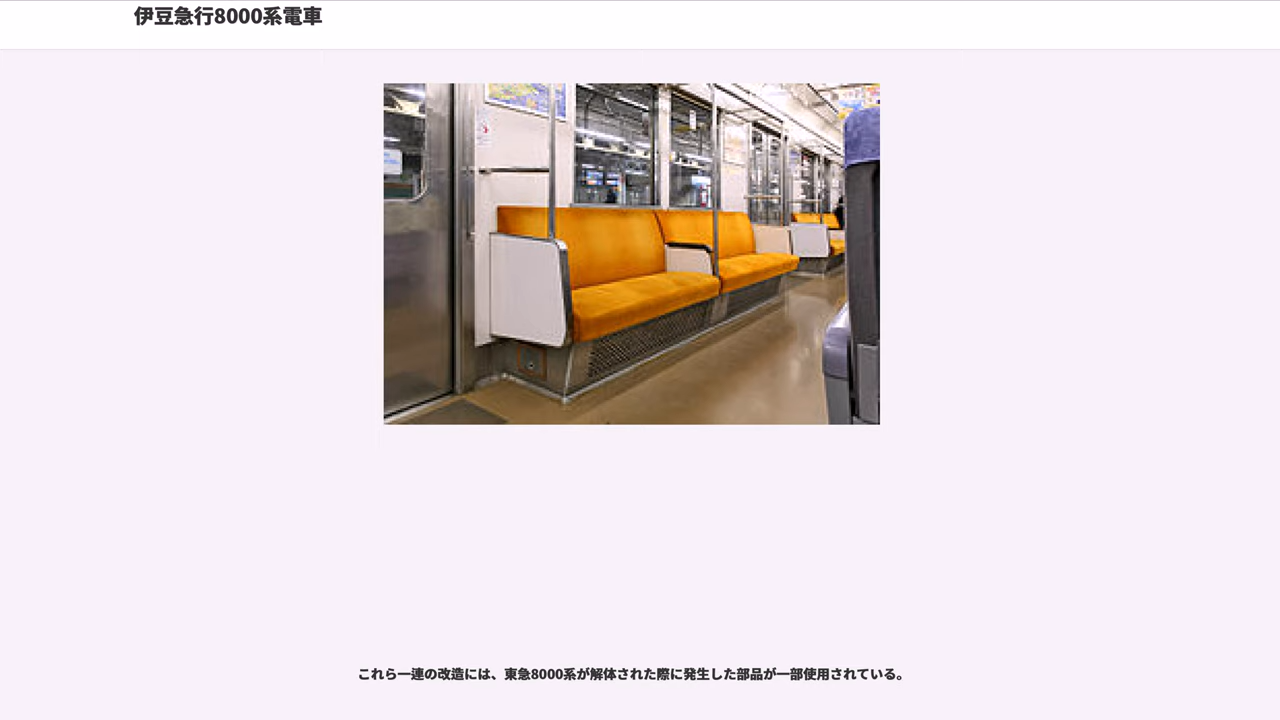 伊豆急行8000系電車
これら一連の改造には、東急8000系が解体された際に発生した部品が一部使用されている。